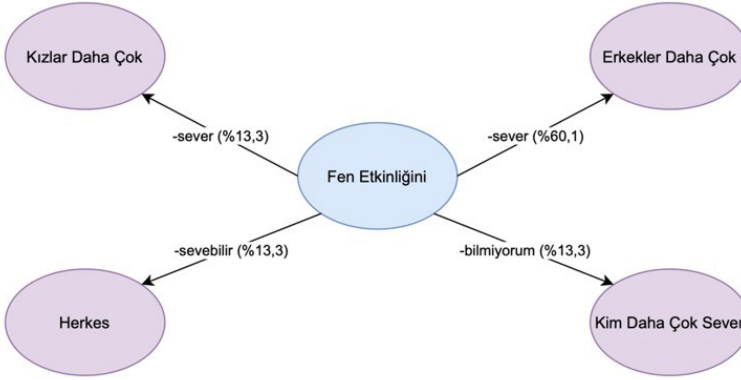 Kızlar Daha Çok
Erkekler Daha Çok
-sever (%13,3)
-sever (%60,1)
Fen Etkinliğini
-sevebilir (%13,3)
-bilmiyorum (%13,3)
Herkes
Kim Daha Çok Sever